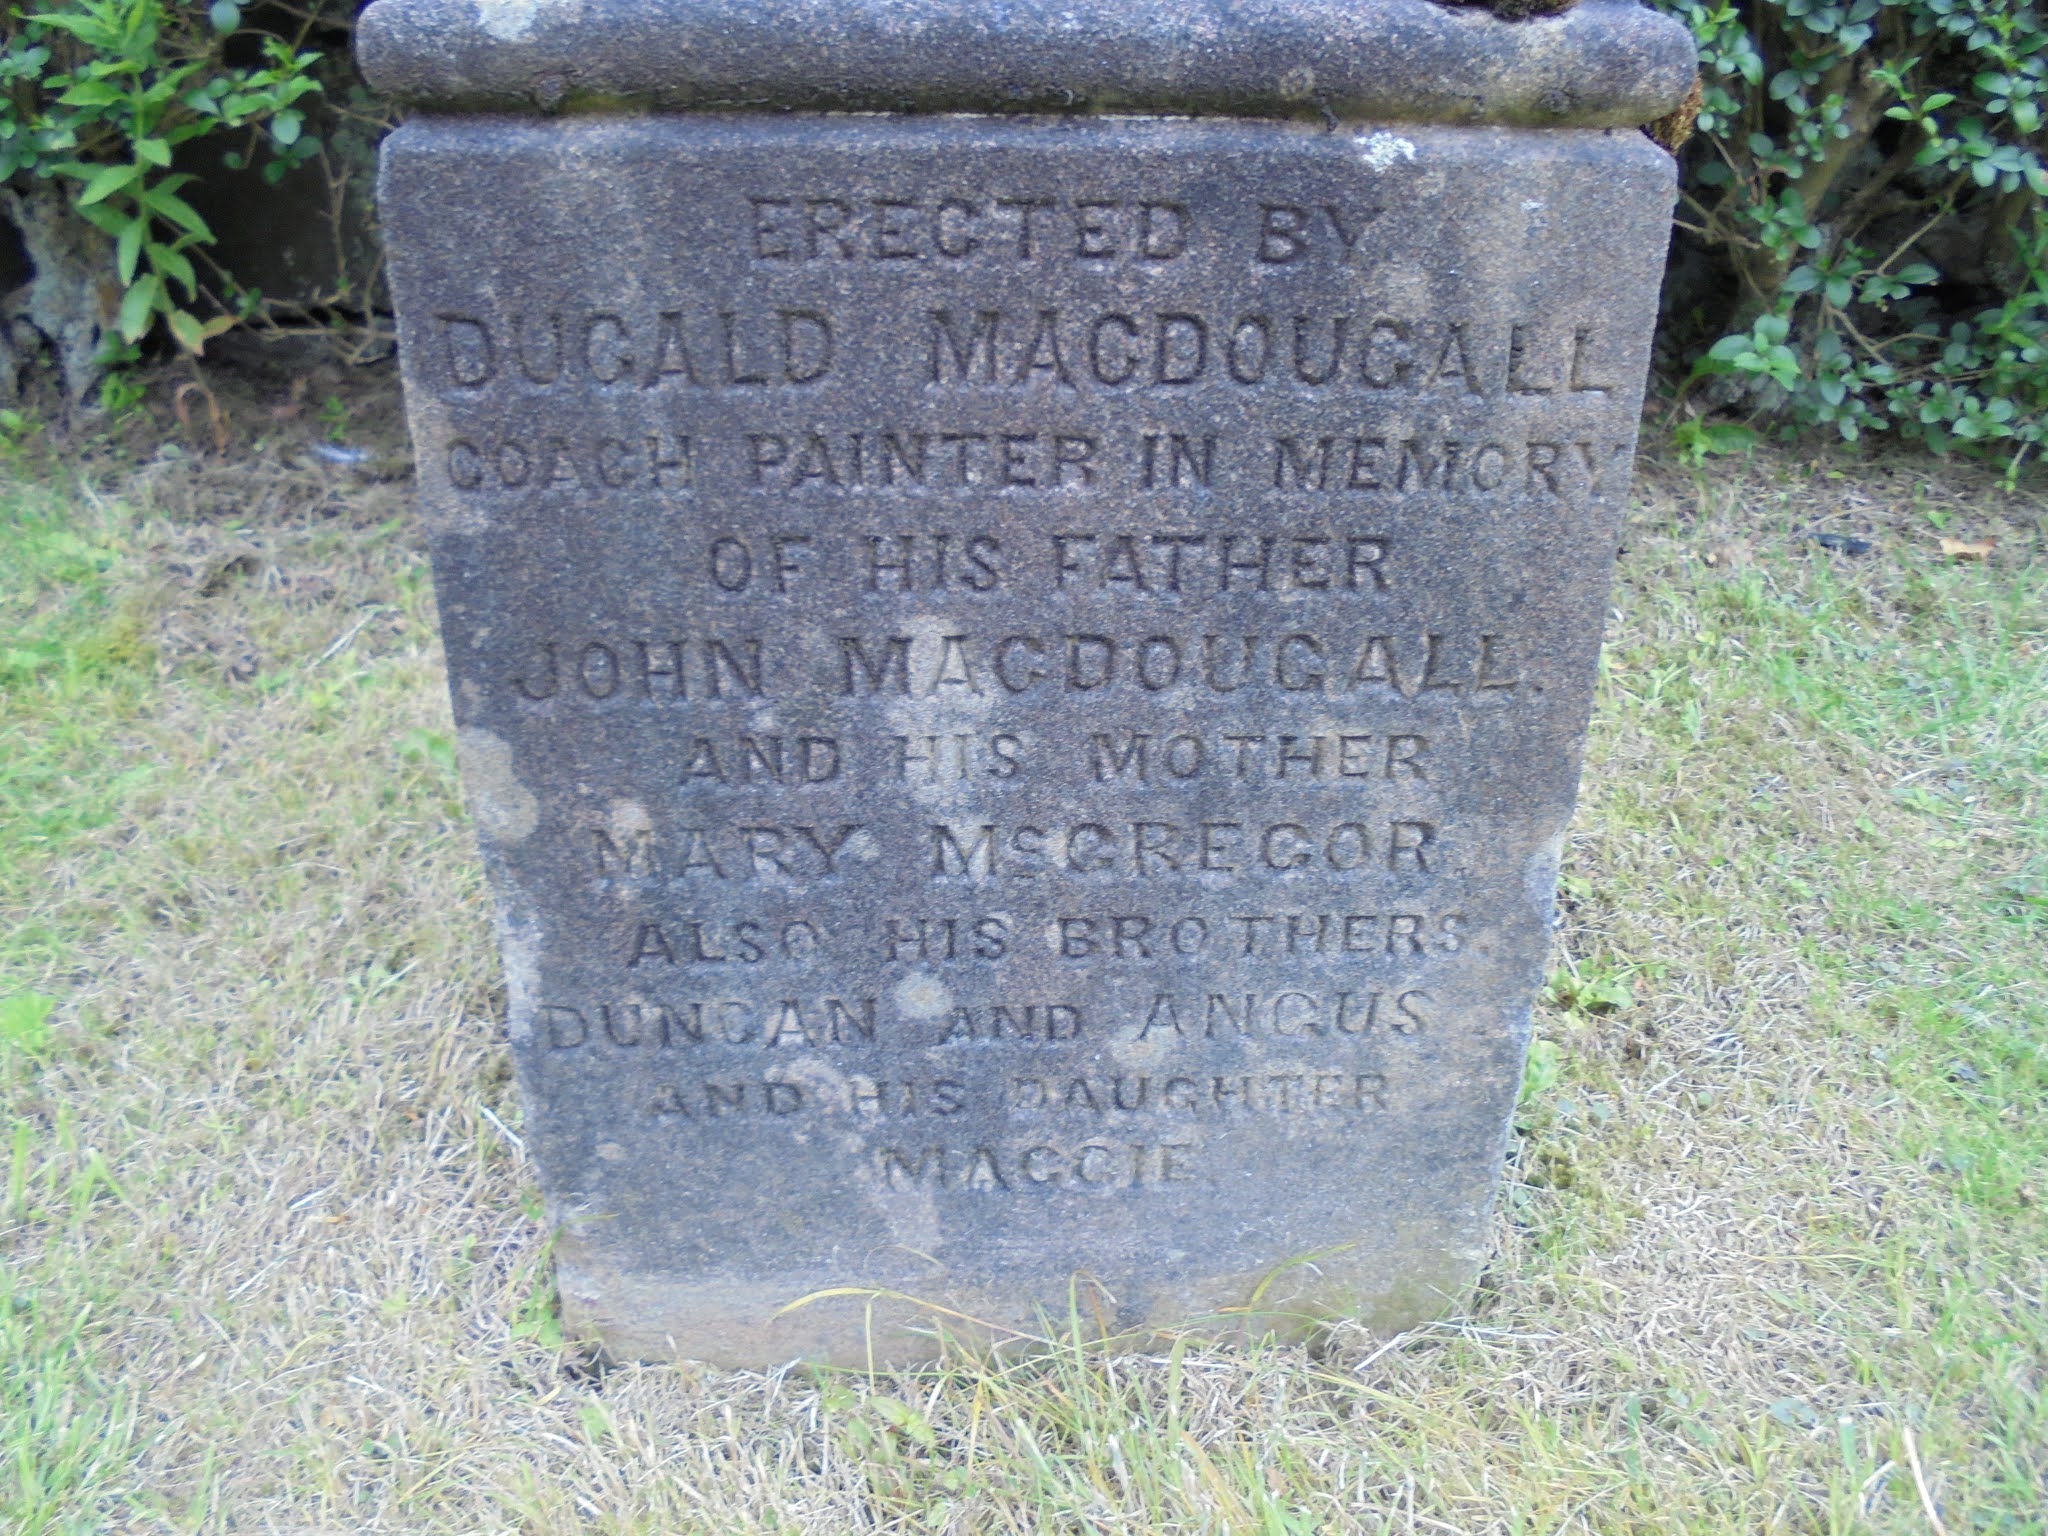 ERECTED BY
DUGALD MACDOUGALL
COACH PAINTER IN MEMORY
OF HIS FATHER
JOHN MACDOUGALL.
AND HIS MOTHER
MARY McGREGOR.
ALSO HIS BROTHERS.
DUNCAN AND ANGUS
AND HIS DAUGHTER
MAGGIE.